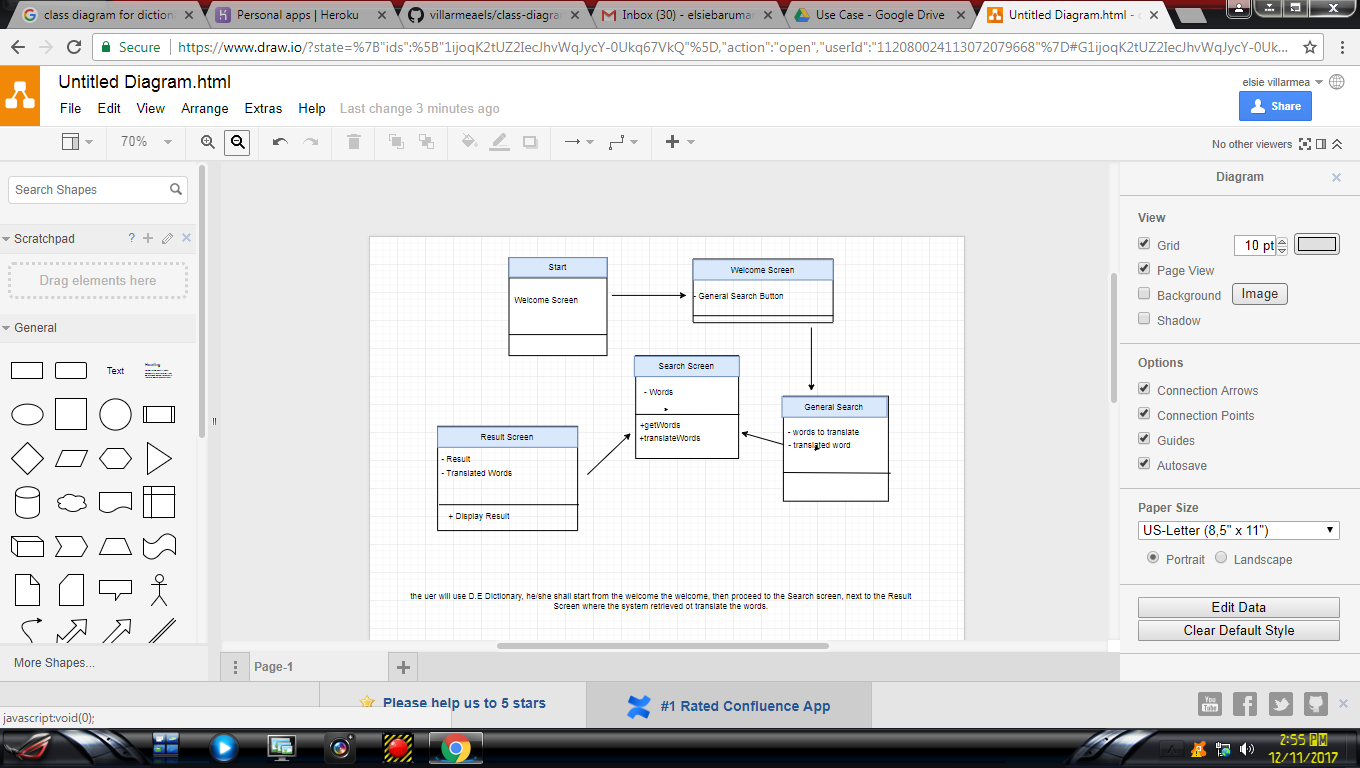 class diagram for dictiona
Personal apps | Heroku
villarmeaels/class-diagram
Inbox (30) - elsiebaruman
Use Case - Google Drive
Untitled Diagram.html - d
Secure
https://www.draw.io/?state=%7B"ids":%5B"1ijoqK2tUZ2IecJhvWqJycY-0Ukq67VkQ"%5D,"action":"open","userId":"112080024113072079668"%7D#G1ijoqK2tUZ2IecJhvWqJycY-0Uk...
Untitled Diagram.html
elsie villarmea
File Edit View Arrange Extras Help Last change 3 minutes ago
Share
70%
No other viewers
Search Shapes
Scratchpad
?
Drag elements here
General
Text
Heading
More Shapes...
Start
Welcome Screen
Welcome Screen
- General Search Button
Search Screen
- Words
+getWords
+translateWords
General Search
- words to translate
- translated word
Result Screen
- Result
- Translated Words
+ Display Result
the uer will use D.E Dictionary, he/she shall start from the welcome the welcome, then proceed to the Search screen, next to the Result
Screen where the system retrieved ot translate the words.
Diagram
View
Grid
10 pt
Page View
Background
Image
Shadow
Options
Connection Arrows
Connection Points
Guides
Autosave
Paper Size
US-Letter (8,5" x 11")
Portrait
Landscape
Edit Data
Clear Default Style
Page-1
Please help us to 5 stars
#1 Rated Confluence App
You
Tube
javascript:void(0);
2:55 PM
12/11/2017